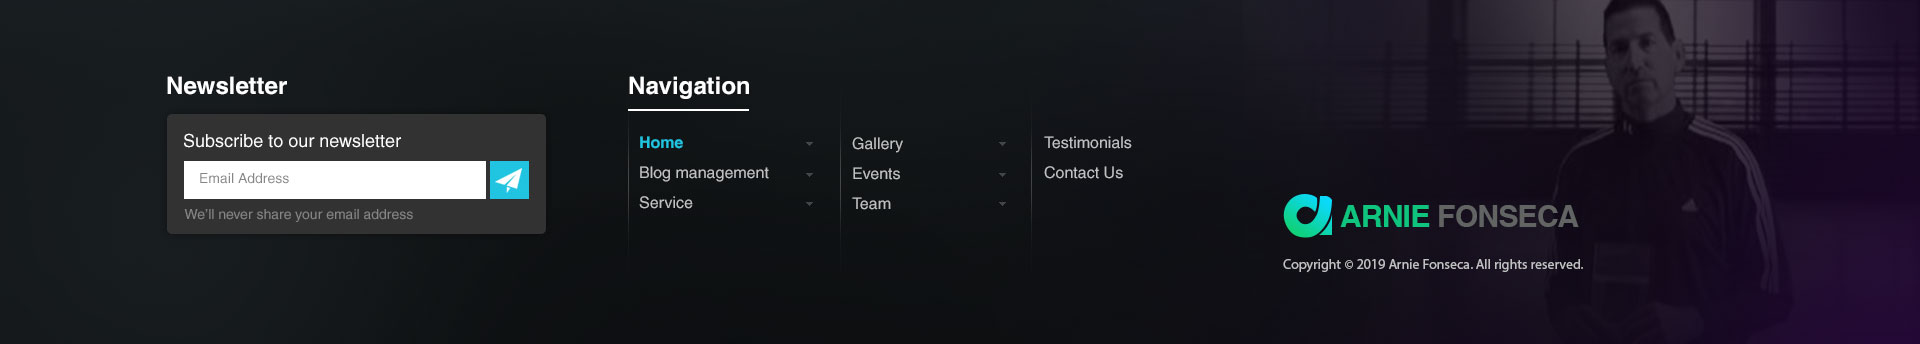 Newsletter
Subscribe to our newsletter
Email Address
We'll never share your email address
Navigation
Home
Blog management
Service
Gallery
Events
Team
Testimonials
Contact Us
ARNIE FONSECA
Copyright © 2019 Arnie Fonseca. All rights reserved.